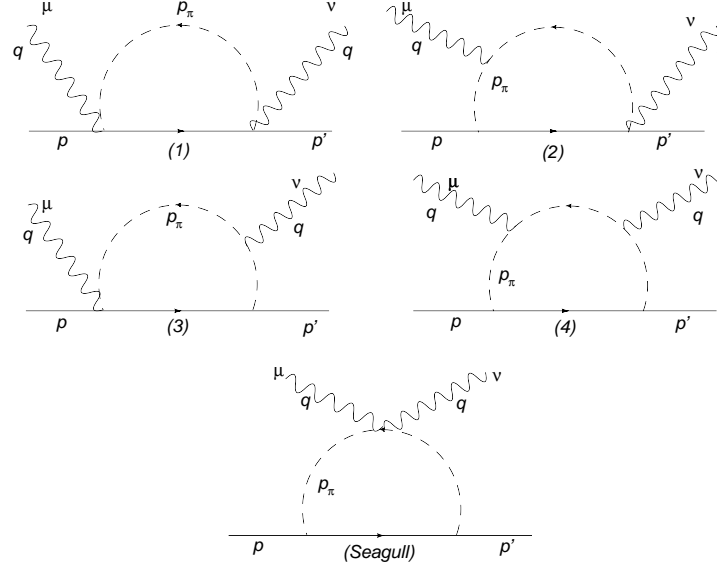 μ p_π ν μ ν
q q q q
p_π
p (1) p' p (2) p'
μ ν μ ν
q p_π q q q
p_π
p (3) p' p (4) p'
μ ν
q q
p_π
p (Seagull) p'